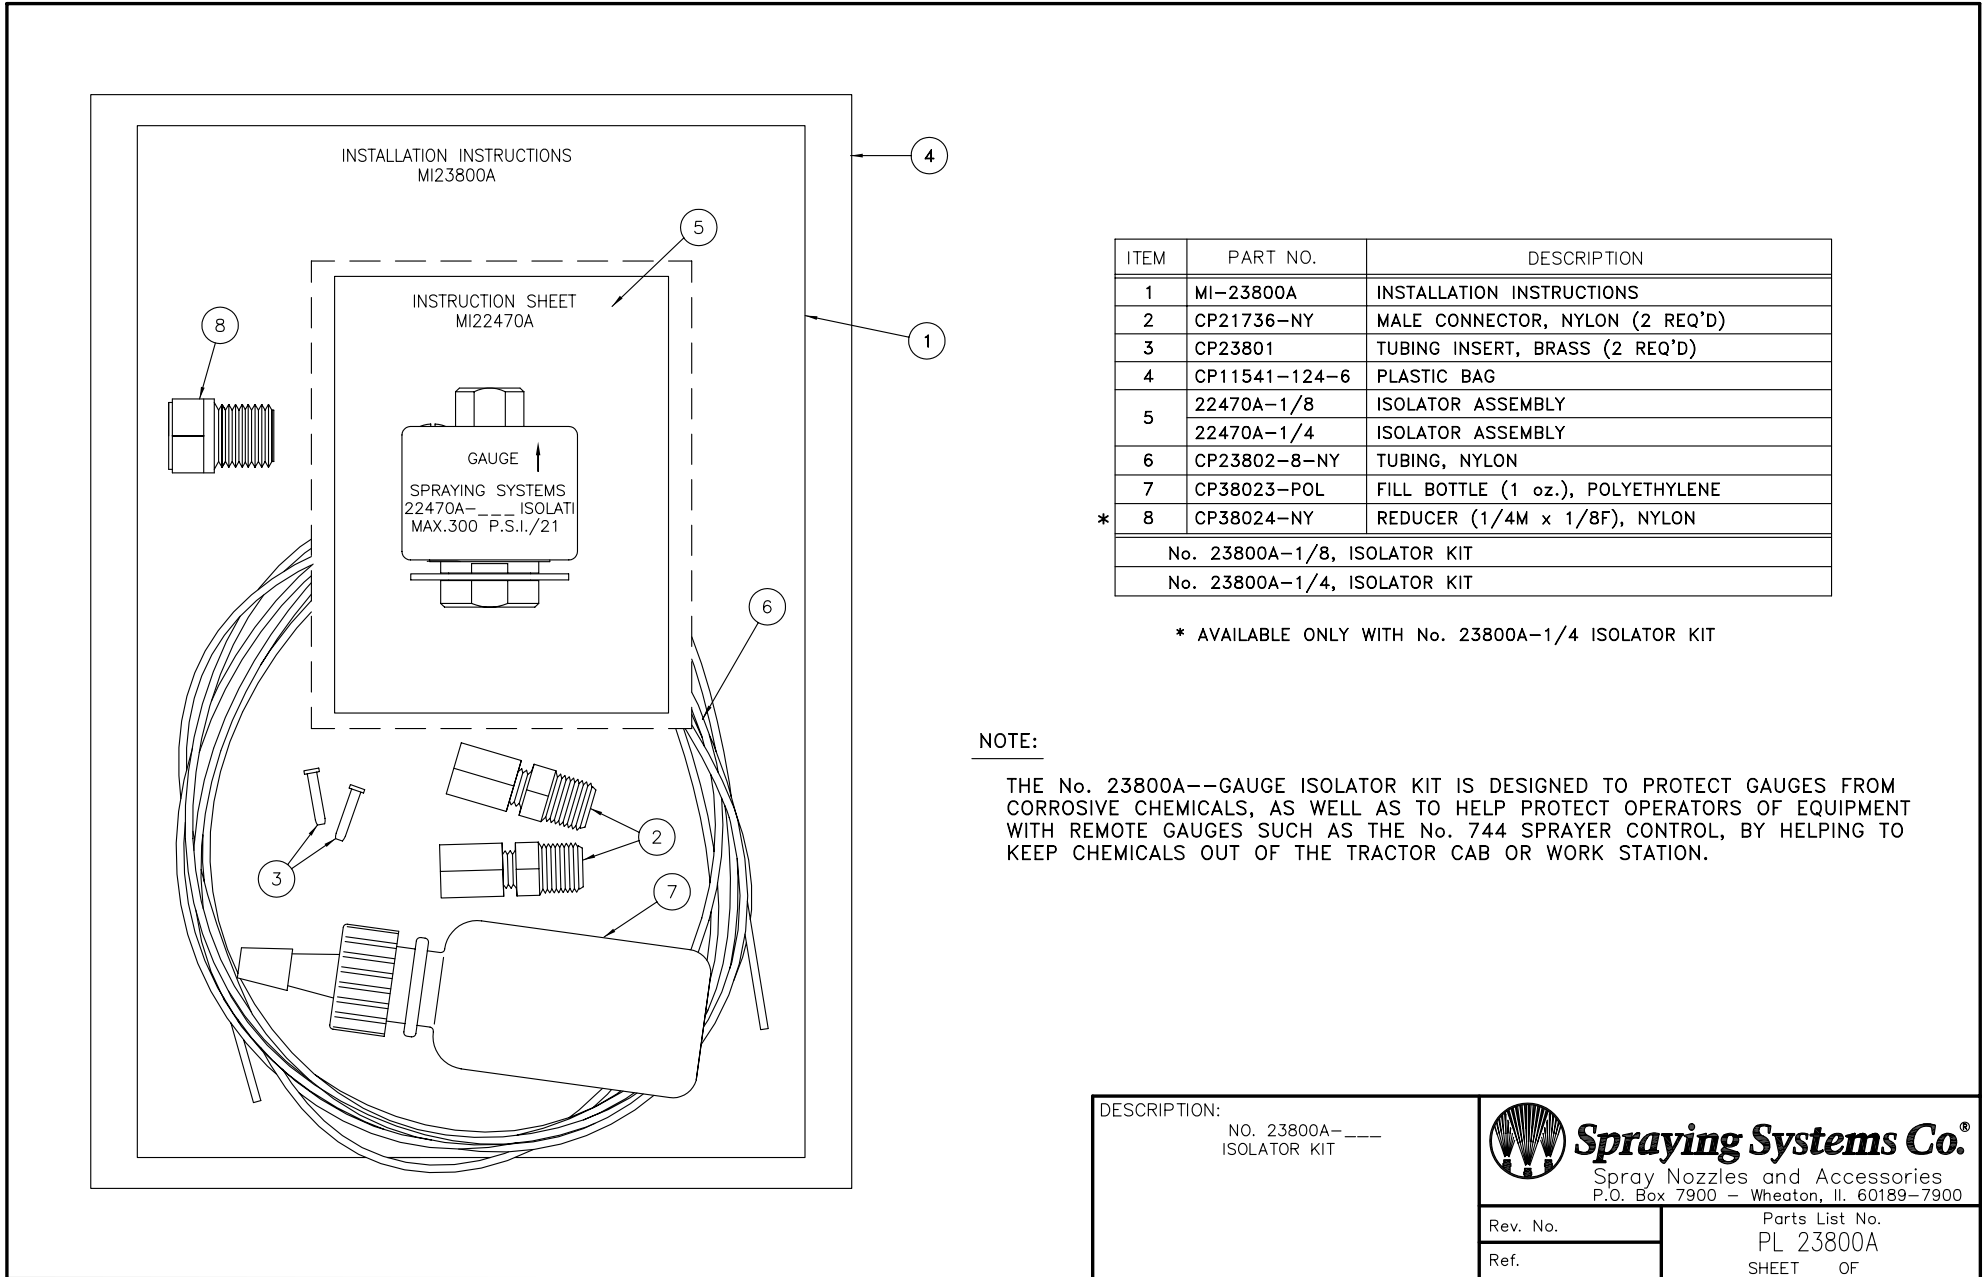 INSTALLATION INSTRUCTIONS
MI23800A
4
5
INSTRUCTION SHEET
MI22470A
8
1
GAUGE
SPRAYING SYSTEMS
22470A-___ ISOLATI
MAX.300 P.S.I./21
6
2
3
7
ITEM PART NO. DESCRIPTION
1 MI-23800A INSTALLATION INSTRUCTIONS
2 CP21736-NY MALE CONNECTOR, NYLON (2 REQ'D)
3 CP23801 TUBING INSERT, BRASS (2 REQ'D)
4 CP11541-124-6 PLASTIC BAG
5 22470A-1/8 ISOLATOR ASSEMBLY
22470A-1/4 ISOLATOR ASSEMBLY
6 CP23802-8-NY TUBING, NYLON
7 CP38023-POL FILL BOTTLE (1 oz.), POLYETHYLENE
* 8 CP38024-NY REDUCER (1/4M x 1/8F), NYLON
No. 23800A-1/8, ISOLATOR KIT
No. 23800A-1/4, ISOLATOR KIT
* AVAILABLE ONLY WITH No. 23800A-1/4 ISOLATOR KIT
NOTE:
THE No. 23800A--GAUGE ISOLATOR KIT IS DESIGNED TO PROTECT GAUGES FROM
CORROSIVE CHEMICALS, AS WELL AS TO HELP PROTECT OPERATORS OF EQUIPMENT
WITH REMOTE GAUGES SUCH AS THE No. 744 SPRAYER CONTROL, BY HELPING TO
KEEP CHEMICALS OUT OF THE TRACTOR CAB OR WORK STATION.
DESCRIPTION:
NO. 23800A-___
ISOLATOR KIT
Spraying Systems Co.®
Spray Nozzles and Accessories
P.O. Box 7900 - Wheaton, Il. 60189-7900
Rev. No.
Ref.
Parts List No.
PL 23800A
SHEET OF